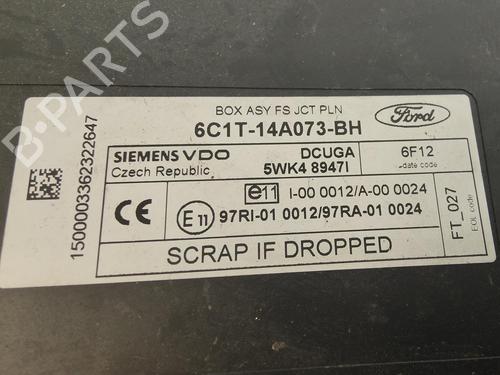 BOX ASY FS JCT PLN
Ford
6C1T-14A073-BH
SIEMENS VDO DCUGA 6F12
Czech Republic 5WK4 8947I -date code
e11 I-00 0012/A-00 0024
CE E11 97RI-01 0012/97RA-01 0024
FT_027
EOL code
SCRAP IF DROPPED
1500003362322647
B-PARTS